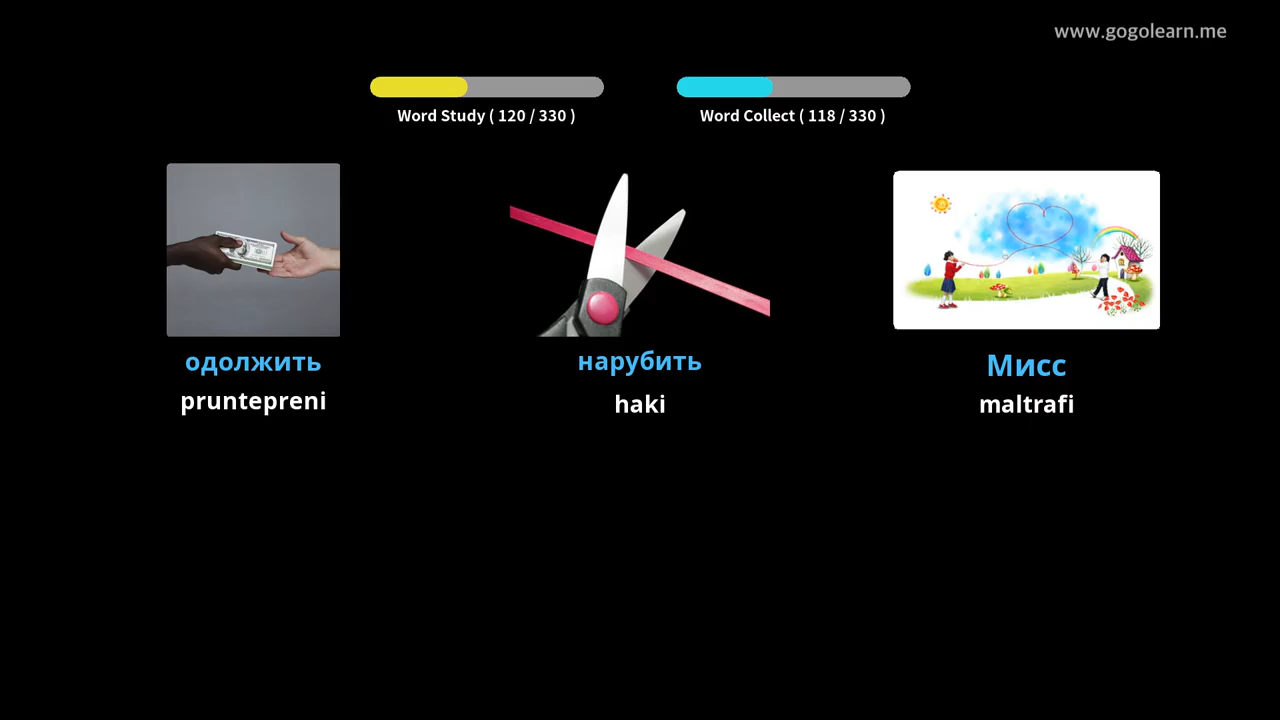 www.gogolearn.me
Word Study ( 120 / 330 )
Word Collect ( 118 / 330 )
одолжить
нарубить
Мисс
pruntepreni
haki
maltrafi